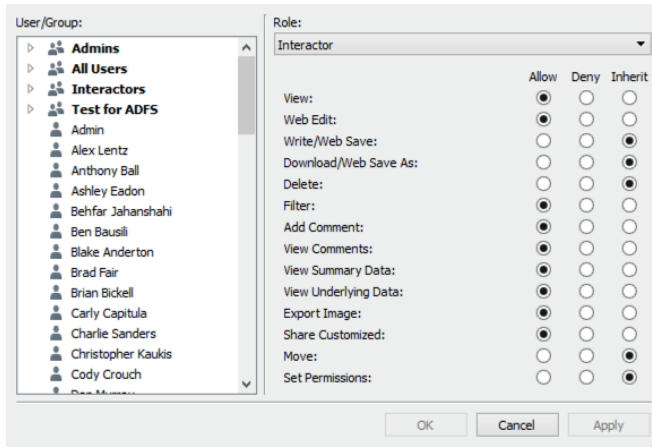 User/Group:
Admins
All Users
Interactors
Test for ADFS
Admin
Alex Lentz
Anthony Ball
Ashley Eadon
Behfar Jahanshahi
Ben Bausili
Blake Anderton
Brad Fair
Brian Bickell
Carly Capitula
Charlie Sanders
Christopher Kaukis
Cody Crouch
Role:
Interactor
Allow Deny Inherit
View:
Web Edit:
Write/Web Save:
Download/Web Save As:
Delete:
Filter:
Add Comment:
View Comments:
View Summary Data:
View Underlying Data:
Export Image:
Share Customized:
Move:
Set Permissions:
OK Cancel Apply